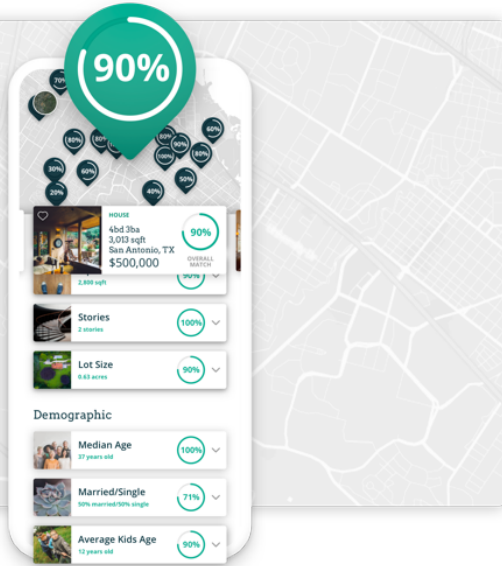 90%
70%
60%
80%
80%
80%
90%
100%
80%
30%
60%
50%
20%
40%
HOUSE
4bd 3ba
3,013 sqft
San Antonio, TX
$500,000
90%
OVERALL
MATCH
2,800 sqft
90%
Stories
2 stories
100%
Lot Size
0.63 acres
90%
Demographic
Median Age
37 years old
100%
Married/Single
50% married/50% single
71%
Average Kids Age
12 years old
90%